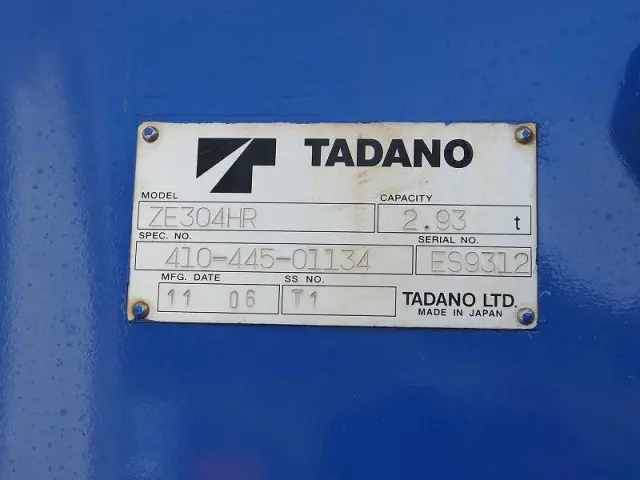 TADANO
MODEL CAPACITY
ZE304HR 2.93 t
SPEC. NO. SERIAL NO.
410-445-01134 ES9312
MFG. DATE SS NO.
11 06 T1 TADANO LTD.
MADE IN JAPAN